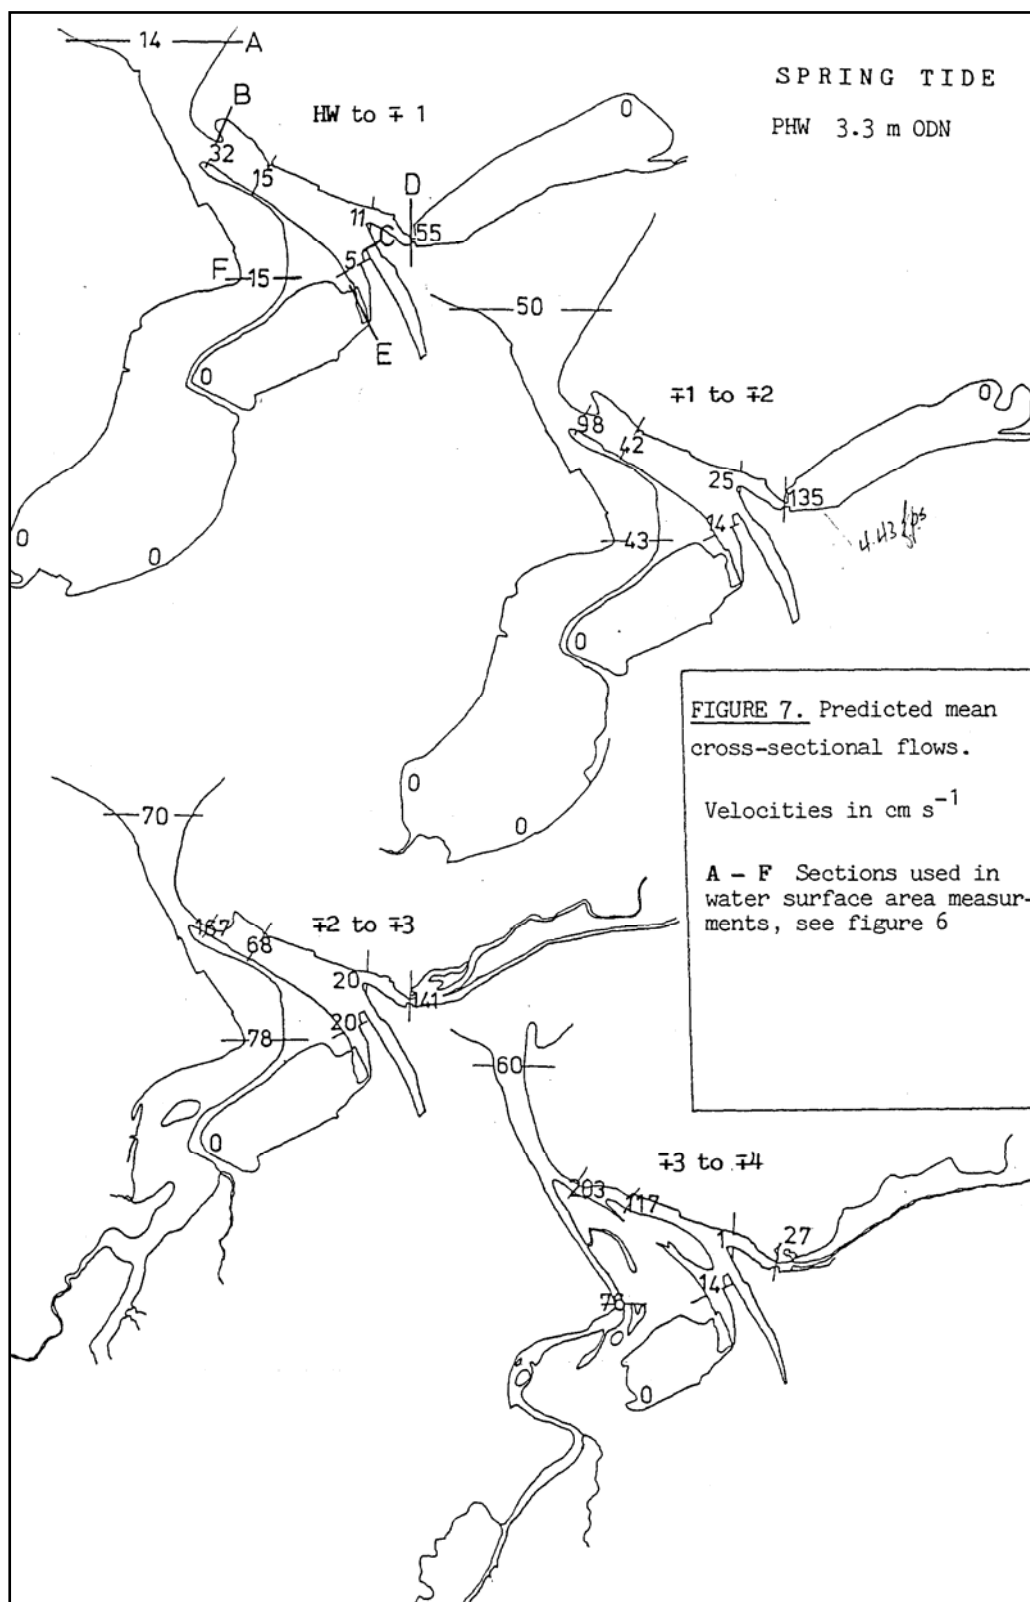 14 A
SPRING TIDE
PHW 3.3 m ODN
B
HW to ∓ 1
0
32
15
D
11
55
C
5
F 15
E
0
0
0
50
∓1 to ∓2
0
98
42
25
135
4.43 fps
14
43
0
0
0
FIGURE 7. Predicted mean
cross-sectional flows.
Velocities in cm s⁻¹
A - F Sections used in
water surface area measur-
ments, see figure 6
70
∓2 to ∓3
167
68
20
141
20
78
0
60
∓3 to ∓4
203
117
1
27
14
0